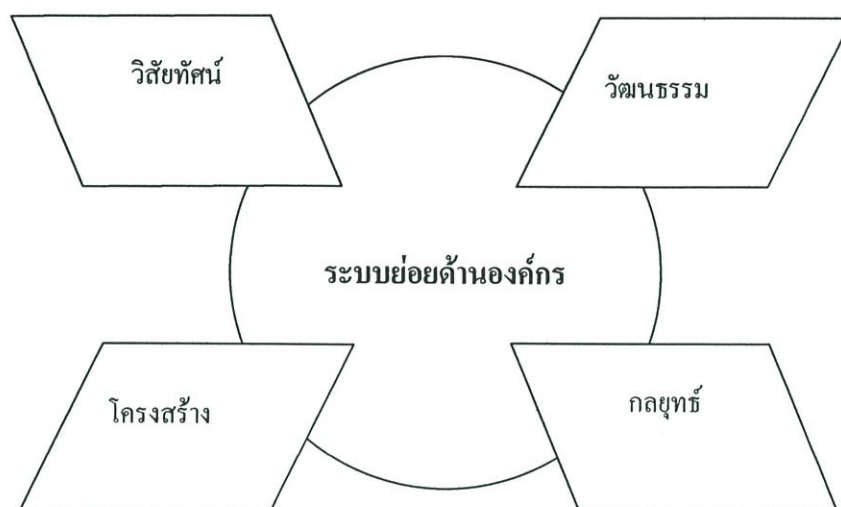 วิสัยทัศน์
วัฒนธรรม
ระบบย่อยด้านองค์กร
โครงสร้าง
กลยุทธ์